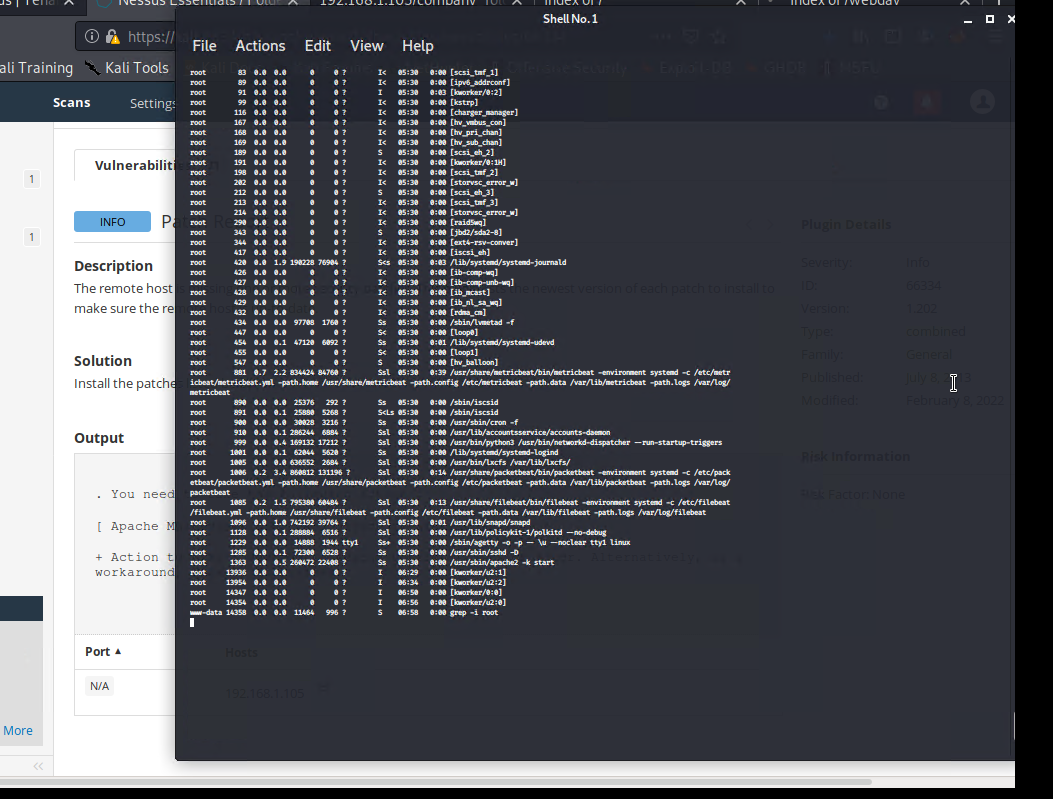 Nessus Essentials / Folde
192.168.1.105/company_fol
Index of /
Index of /webdav
Shell No.1
https://
File Actions Edit View Help
ali Training
Kali Tools
Offensive Security
Exploit-DB
GHDB
MSFU
Scans
Settings
root 83 0.0 0.0 0 0 ? I< 05:30 0:00 [scsi_tmf_1]
root 89 0.0 0.0 0 0 ? I< 05:30 0:00 [ipv6_addrconf]
root 91 0.0 0.0 0 0 ? I 05:30 0:03 [kworker/0:2]
root 99 0.0 0.0 0 0 ? I< 05:30 0:00 [kstrp]
root 116 0.0 0.0 0 0 ? I< 05:30 0:00 [charger_manager]
root 167 0.0 0.0 0 0 ? I< 05:30 0:00 [hv_vmbus_con]
root 168 0.0 0.0 0 0 ? I< 05:30 0:00 [hv_pri_chan]
root 169 0.0 0.0 0 0 ? I< 05:30 0:00 [hv_sub_chan]
root 189 0.0 0.0 0 0 ? S 05:30 0:00 [scsi_eh_2]
root 191 0.0 0.0 0 0 ? I< 05:30 0:00 [kworker/0:1H]
root 198 0.0 0.0 0 0 ? I< 05:30 0:00 [scsi_tmf_2]
root 202 0.0 0.0 0 0 ? I< 05:30 0:00 [storvsc_error_w]
root 212 0.0 0.0 0 0 ? S 05:30 0:00 [scsi_eh_3]
root 213 0.0 0.0 0 0 ? I< 05:30 0:00 [scsi_tmf_3]
root 214 0.0 0.0 0 0 ? I< 05:30 0:00 [storvsc_error_w]
root 290 0.0 0.0 0 0 ? I< 05:30 0:00 [raid5wq]
root 343 0.0 0.0 0 0 ? S 05:30 0:00 [jbd2/sda2-8]
root 344 0.0 0.0 0 0 ? I< 05:30 0:00 [ext4-rsv-conver]
root 417 0.0 0.0 0 0 ? I< 05:30 0:00 [iscsi_eh]
root 420 0.0 1.9 190228 76904 ? S<s 05:30 0:03 /lib/systemd/systemd-journald
root 426 0.0 0.0 0 0 ? I< 05:30 0:00 [ib-comp-wq]
root 427 0.0 0.0 0 0 ? I< 05:30 0:00 [ib-comp-unb-wq]
root 428 0.0 0.0 0 0 ? I< 05:30 0:00 [ib_mcast]
root 429 0.0 0.0 0 0 ? I< 05:30 0:00 [ib_nl_sa_wq]
root 432 0.0 0.0 0 0 ? I< 05:30 0:00 [rdma_cm]
root 434 0.0 0.0 97708 1760 ? Ss 05:30 0:00 /sbin/lvmetad -f
root 447 0.0 0.0 0 0 ? S< 05:30 0:00 [loop0]
root 454 0.0 0.1 47120 6092 ? Ss 05:30 0:01 /lib/systemd/systemd-udevd
root 455 0.0 0.0 0 0 ? S< 05:30 0:00 [loop1]
root 547 0.0 0.0 0 0 ? S 05:30 0:00 [hv_balloon]
root 881 0.7 2.2 834424 84760 ? Ssl 05:30 0:39 /usr/share/metricbeat/bin/metricbeat -environment systemd -c /etc/metr
icbeat/metricbeat.yml -path.home /usr/share/metricbeat -path.config /etc/metricbeat -path.data /var/lib/metricbeat -path.logs /var/log/
metricbeat
root 890 0.0 0.0 25376 292 ? Ss 05:30 0:00 /sbin/iscsid
root 891 0.0 0.1 25880 5268 ? S<Ls 05:30 0:00 /sbin/iscsid
root 900 0.0 0.0 30028 3216 ? Ss 05:30 0:00 /usr/sbin/cron -f
root 910 0.0 0.1 286244 6884 ? Ssl 05:30 0:00 /usr/lib/accountsservice/accounts-daemon
root 999 0.0 0.4 169132 17212 ? Ssl 05:30 0:00 /usr/bin/python3 /usr/bin/networkd-dispatcher --run-startup-triggers
root 1001 0.0 0.1 62044 5620 ? Ss 05:30 0:00 /lib/systemd/systemd-logind
root 1005 0.0 0.0 636552 2684 ? Ssl 05:30 0:00 /usr/bin/lxcfs /var/lib/lxcfs/
root 1006 0.2 3.4 860812 131196 ? Ssl 05:30 0:14 /usr/share/packetbeat/bin/packetbeat -environment systemd -c /etc/pack
etbeat/packetbeat.yml -path.home /usr/share/packetbeat -path.config /etc/packetbeat -path.data /var/lib/packetbeat -path.logs /var/log/
packetbeat
root 1085 0.2 1.5 795380 60484 ? Ssl 05:30 0:13 /usr/share/filebeat/bin/filebeat -environment systemd -c /etc/filebeat
/filebeat.yml -path.home /usr/share/filebeat -path.config /etc/filebeat -path.data /var/lib/filebeat -path.logs /var/log/filebeat
root 1096 0.0 1.0 742192 39764 ? Ssl 05:30 0:01 /usr/lib/snapd/snapd
root 1128 0.0 0.1 288884 6516 ? Ssl 05:30 0:00 /usr/lib/policykit-1/polkitd --no-debug
root 1229 0.0 0.0 14888 1944 tty1 Ss+ 05:30 0:00 /sbin/agetty -o -p -- \u --noclear tty1 linux
root 1285 0.0 0.1 72300 6528 ? Ss 05:30 0:00 /usr/sbin/sshd -D
root 1363 0.0 0.5 260472 22408 ? Ss 05:30 0:00 /usr/sbin/apache2 -k start
root 13936 0.0 0.0 0 0 ? I 06:29 0:00 [kworker/u2:1]
root 13954 0.0 0.0 0 0 ? I 06:34 0:00 [kworker/u2:2]
root 14347 0.0 0.0 0 0 ? I 06:50 0:00 [kworker/0:0]
root 14354 0.0 0.0 0 0 ? I 06:56 0:00 [kworker/u2:0]
www-data 14358 0.0 0.0 11464 996 ? S 06:58 0:00 grep -i root
1
1
Vulnerabilit
INFO
Description
The remote host
make sure the re
newest version of each patch to install to
Solution
Install the patche
Output
. You need
[ Apache
+ Action t
workaround
Port
Hosts
N/A
192.168.1.105
More
Plugin Details
Severity:
Info
ID:
66334
Version:
1.202
Type:
combined
Family:
General
Published:
July 8, 2013
Modified:
February 8, 2022
Risk Information
Risk Factor: None